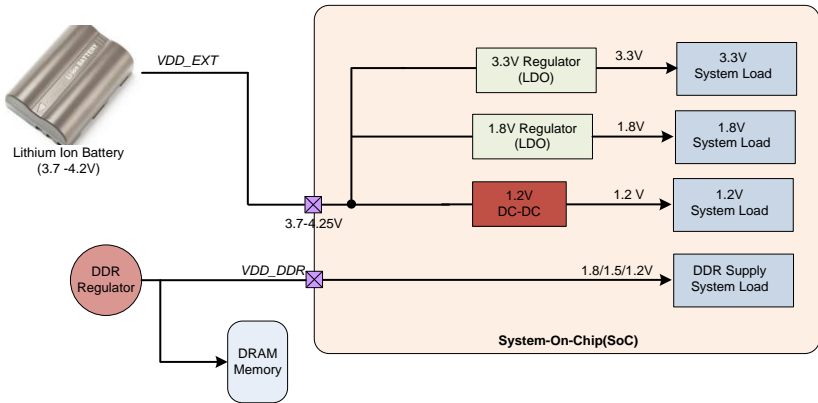 LI-ion BATTERY
VDD_EXT
Lithium Ion Battery
(3.7 -4.2V)
3.3V Regulator
(LDO)
3.3V
3.3V
System Load
1.8V Regulator
(LDO)
1.8V
1.8V
System Load
3.7-4.25V
1.2V
DC-DC
1.2 V
1.2V
System Load
DDR
Regulator
VDD_DDR
1.8/1.5/1.2V
DDR Supply
System Load
DRAM
Memory
System-On-Chip(SoC)